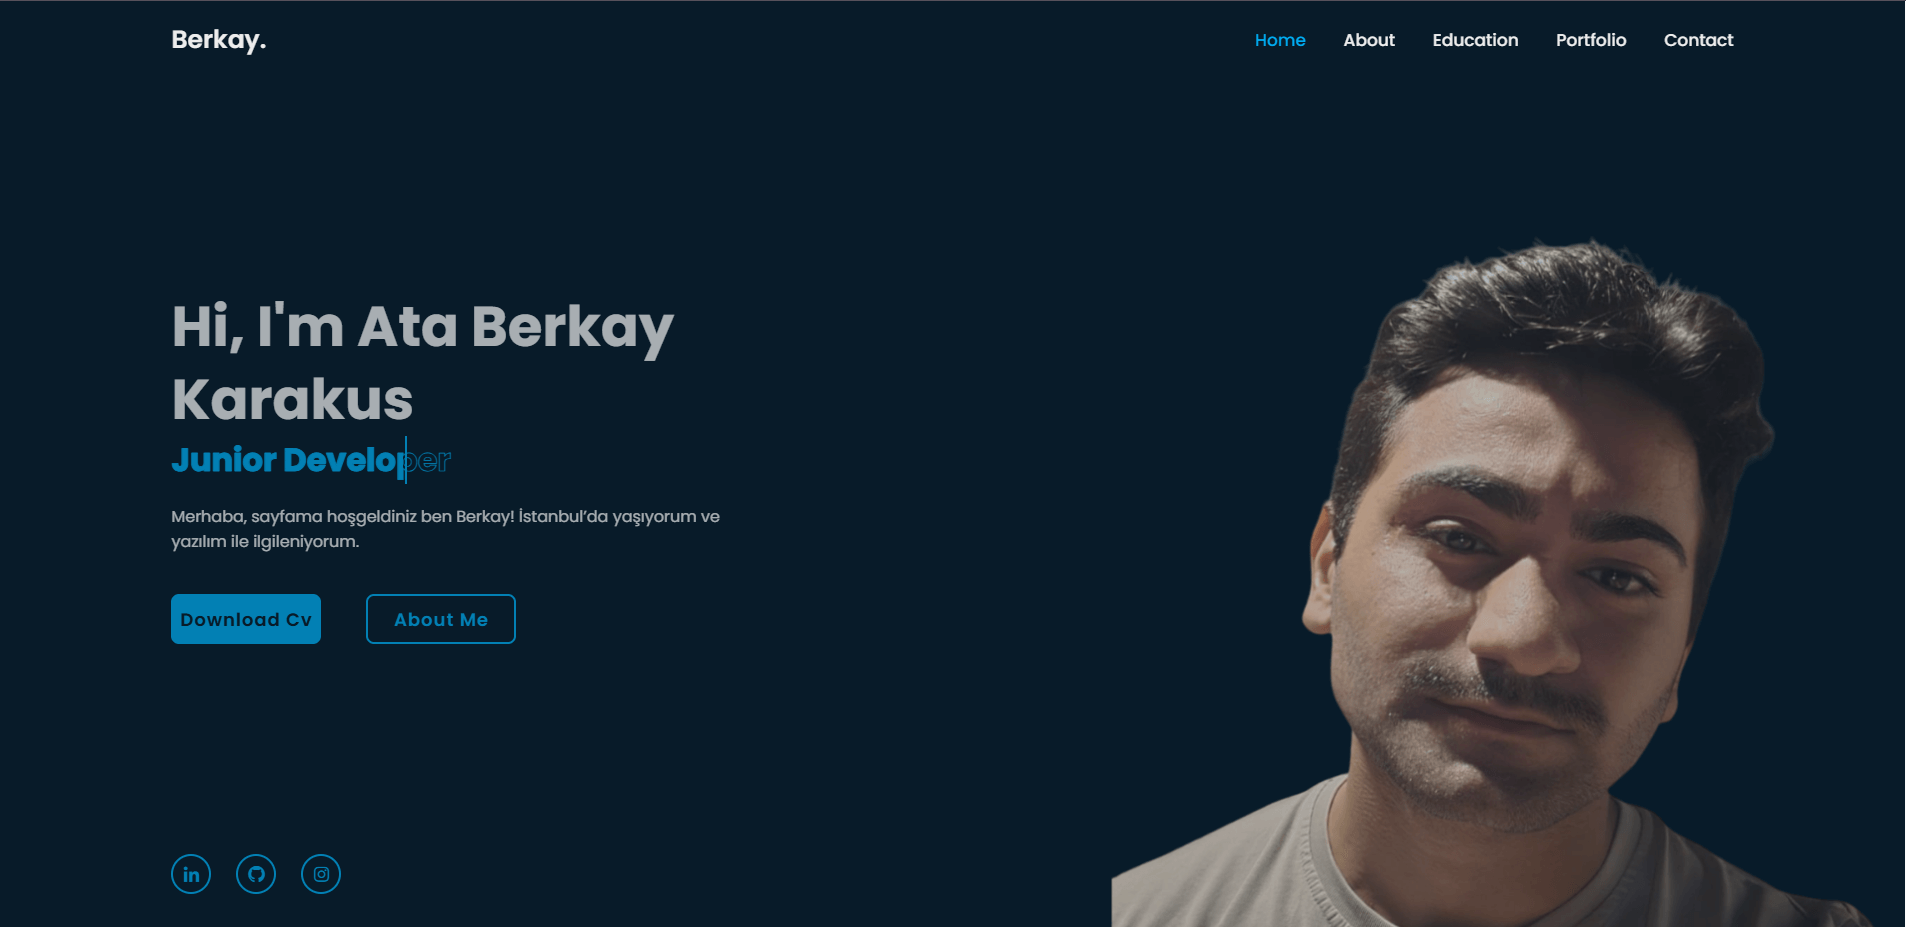 Berkay.
Home About Education Portfolio Contact
Hi, I'm Ata Berkay
Karakus
Junior Developer
Merhaba, sayfama hoşgeldiniz ben Berkay! İstanbul’da yaşıyorum ve
yazılım ile ilgileniyorum.
Download Cv About Me
in